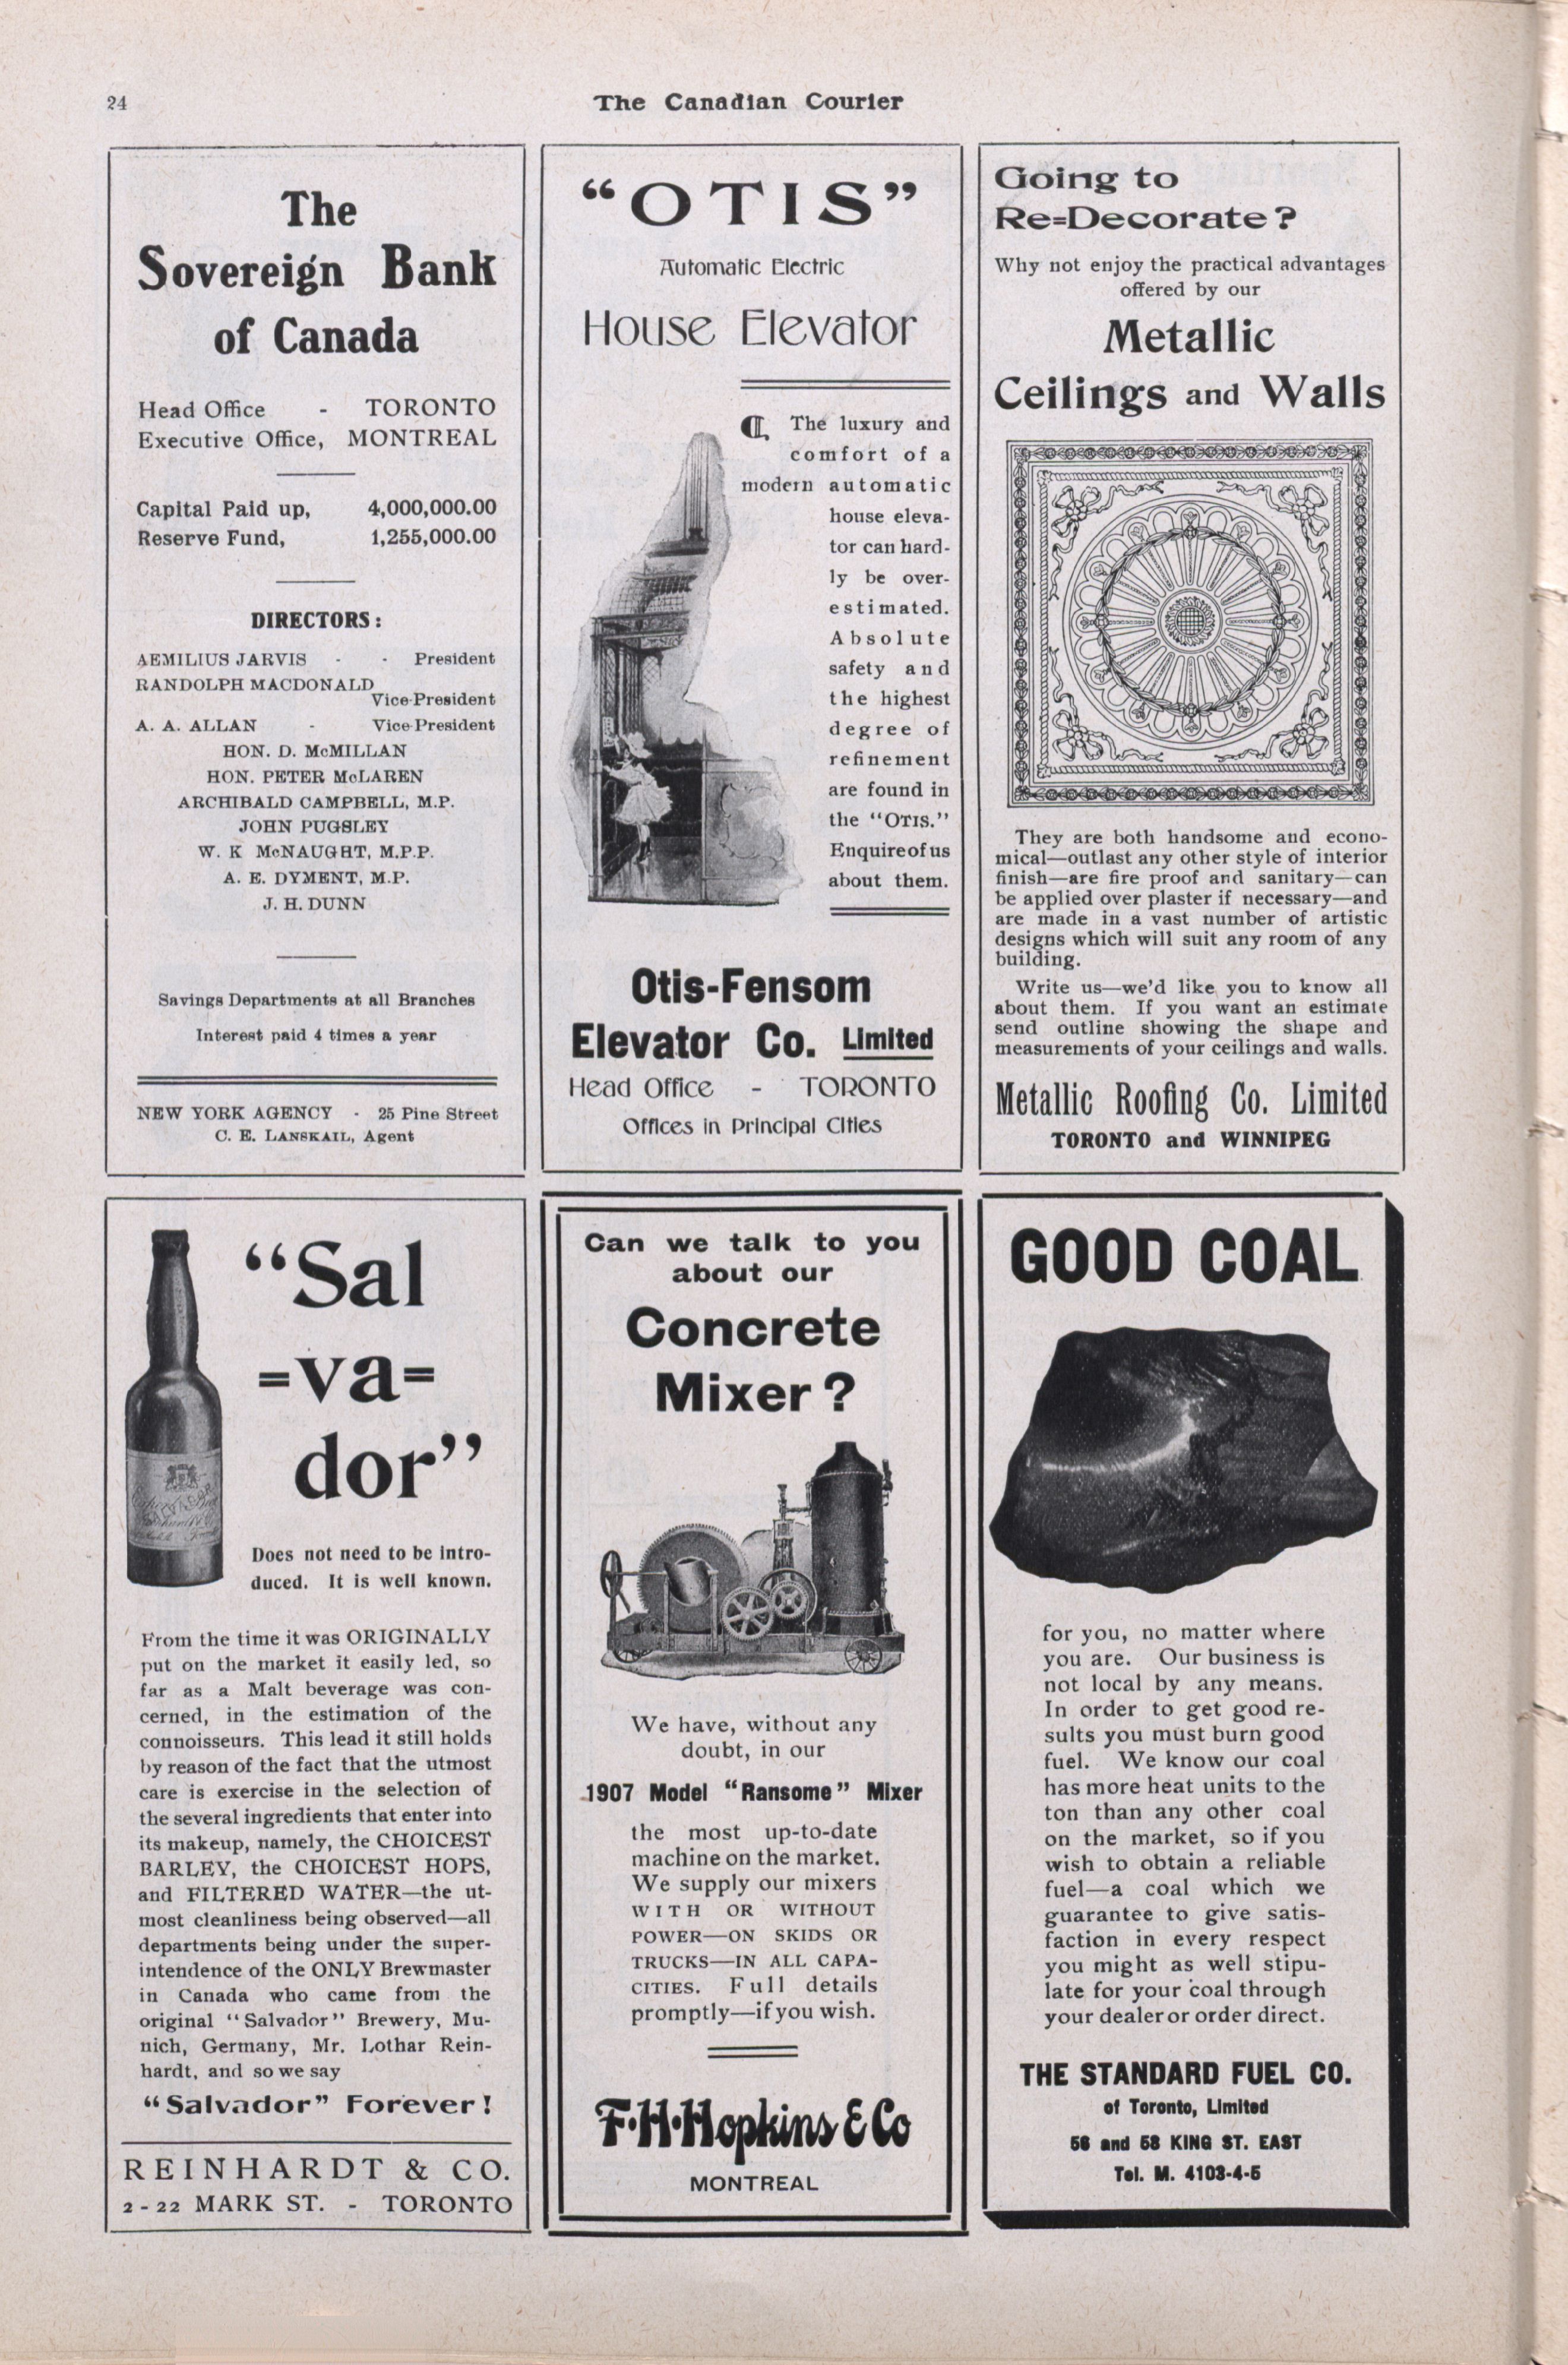 24
The Canadian Courier
The
Sovereign Bank
of Canada
Head Office - TORONTO
Executive Office, MONTREAL
Capital Paid up, 4,000,000.00
Reserve Fund, 1,255,000.00
DIRECTORS:
AEMILIUS JARVIS - - President
RANDOLPH MACDONALD
Vice-President
A. A. ALLAN - Vice-President
HON. D. McMILLAN
HON. PETER McLAREN
ARCHIBALD CAMPBELL, M.P.
JOHN PUGSLEY
W. K McNAUGHT, M.P.P.
A. E. DYMENT, M.P.
J. H. DUNN
Savings Departments at all Branches
Interest paid 4 times a year
NEW YORK AGENCY - 25 Pine Street
C. E. LANSKAIL, Agent
"OTIS"
Automatic Electric
House Elevator
The luxury and
comfort of a
modern automatic
house eleva-
tor can hard-
ly be over-
estimated.
Absolute
safety and
the highest
degree of
refinement
are found in
the "OTIS."
Enquire of us
about them.
Otis-Fensom
Elevator Co. Limited
Head Office - TORONTO
Offices in Principal Cities
Going to
Re=Decorate?
Why not enjoy the practical advantages
offered by our
Metallic
Ceilings and Walls
They are both handsome and econo-
mical—outlast any other style of interior
finish—are fire proof and sanitary—can
be applied over plaster if necessary—and
are made in a vast number of artistic
designs which will suit any room of any
building.
Write us—we'd like you to know all
about them. If you want an estimate
send outline showing the shape and
measurements of your ceilings and walls.
Metallic Roofing Co. Limited
TORONTO and WINNIPEG
"Sal
=va=
dor"
Does not need to be intro-
duced. It is well known.
From the time it was ORIGINALLY
put on the market it easily led, so
far as a Malt beverage was con-
cerned, in the estimation of the
connoisseurs. This lead it still holds
by reason of the fact that the utmost
care is exercise in the selection of
the several ingredients that enter into
its makeup, namely, the CHOICEST
BARLEY, the CHOICEST HOPS,
and FILTERED WATER—the ut-
most cleanliness being observed—all
departments being under the super-
intendence of the ONLY Brewmaster
in Canada who came from the
original "Salvador" Brewery, Mu-
nich, Germany, Mr. Lothar Rein-
hardt, and so we say
"Salvador" Forever!
REINHARDT & CO.
2-22 MARK ST. - TORONTO
Can we talk to you
about our
Concrete
Mixer?
We have, without any
doubt, in our
1907 Model "Ransome" Mixer
the most up-to-date
machine on the market.
We supply our mixers
WITH OR WITHOUT
POWER—ON SKIDS OR
TRUCKS—IN ALL CAPA-
CITIES. Full details
promptly—if you wish.
F. H. Hopkins & Co
MONTREAL
GOOD COAL
for you, no matter where
you are. Our business is
not local by any means.
In order to get good re-
sults you must burn good
fuel. We know our coal
has more heat units to the
ton than any other coal
on the market, so if you
wish to obtain a reliable
fuel—a coal which we
guarantee to give satis-
faction in every respect
you might as well stipu-
late for your coal through
your dealer or order direct.
THE STANDARD FUEL CO.
of Toronto, Limited
56 and 58 KING ST. EAST
Tel. M. 4103-4-5